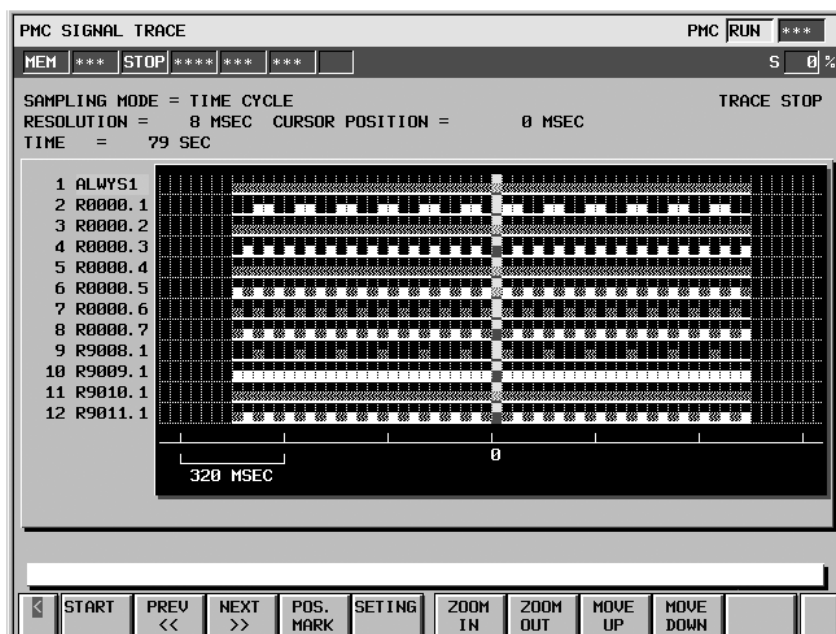 PMC SIGNAL TRACE PMC RUN ***
MEM *** STOP **** *** *** S 0 %
SAMPLING MODE = TIME CYCLE TRACE STOP
RESOLUTION = 8 MSEC CURSOR POSITION = 0 MSEC
TIME = 79 SEC
1 ALWYS1
2 R0000.1
3 R0000.2
4 R0000.3
5 R0000.4
6 R0000.5
7 R0000.6
8 R0000.7
9 R9008.1
10 R9009.1
11 R9010.1
12 R9011.1
0
320 MSEC
< START PREV << NEXT >> POS. MARK SETING ZOOM IN ZOOM OUT MOVE UP MOVE DOWN